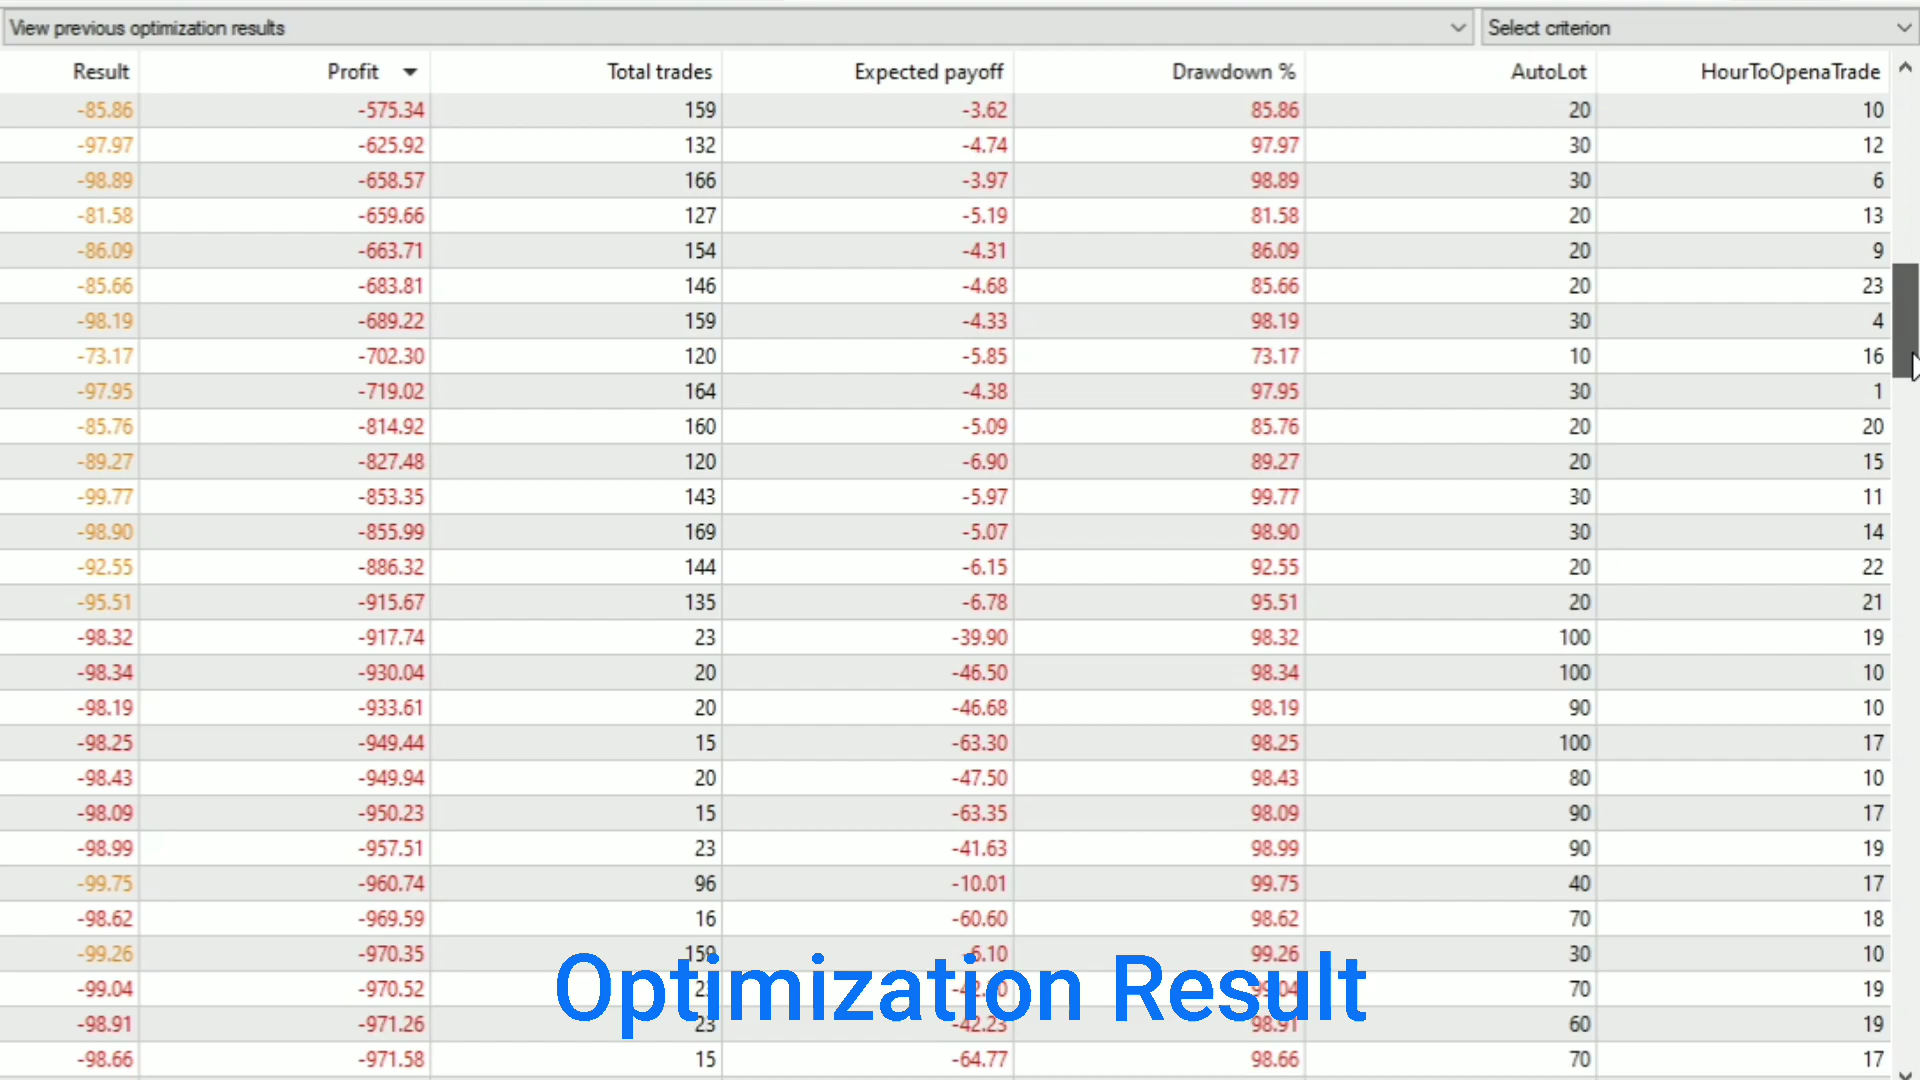 View previous optimization results Select criterion
Result Profit Total trades Expected payoff Drawdown % AutoLot HourToOpenaTrade
-85.86 -575.34 159 -3.62 85.86 20 10
-97.97 -625.92 132 -4.74 97.97 30 12
-98.89 -658.57 166 -3.97 98.89 30 6
-81.58 -659.66 127 -5.19 81.58 20 13
-86.09 -663.71 154 -4.31 86.09 20 9
-85.66 -683.81 146 -4.68 85.66 20 23
-98.19 -689.22 159 -4.33 98.19 30 4
-73.17 -702.30 120 -5.85 73.17 10 16
-97.95 -719.02 164 -4.38 97.95 30 1
-85.76 -814.92 160 -5.09 85.76 20 20
-89.27 -827.48 120 -6.90 89.27 20 15
-99.77 -853.35 143 -5.97 99.77 30 11
-98.90 -855.99 169 -5.07 98.90 30 14
-92.55 -886.32 144 -6.15 92.55 20 22
-95.51 -915.67 135 -6.78 95.51 20 21
-98.32 -917.74 23 -39.90 98.32 100 19
-98.34 -930.04 20 -46.50 98.34 100 10
-98.19 -933.61 20 -46.68 98.19 90 10
-98.25 -949.44 15 -63.30 98.25 100 17
-98.43 -949.94 20 -47.50 98.43 80 10
-98.09 -950.23 15 -63.35 98.09 90 17
-98.99 -957.51 23 -41.63 98.99 90 19
-99.75 -960.74 96 -10.01 99.75 40 17
-98.62 -969.59 16 -60.60 98.62 70 18
-99.26 -970.35 159 -6.10 99.26 30 10
-99.04 -970.52 99.04 70 19
-98.91 -971.26 23 -42.23 98.91 60 19
-98.66 -971.58 15 -64.77 98.66 70 17
Optimization Result